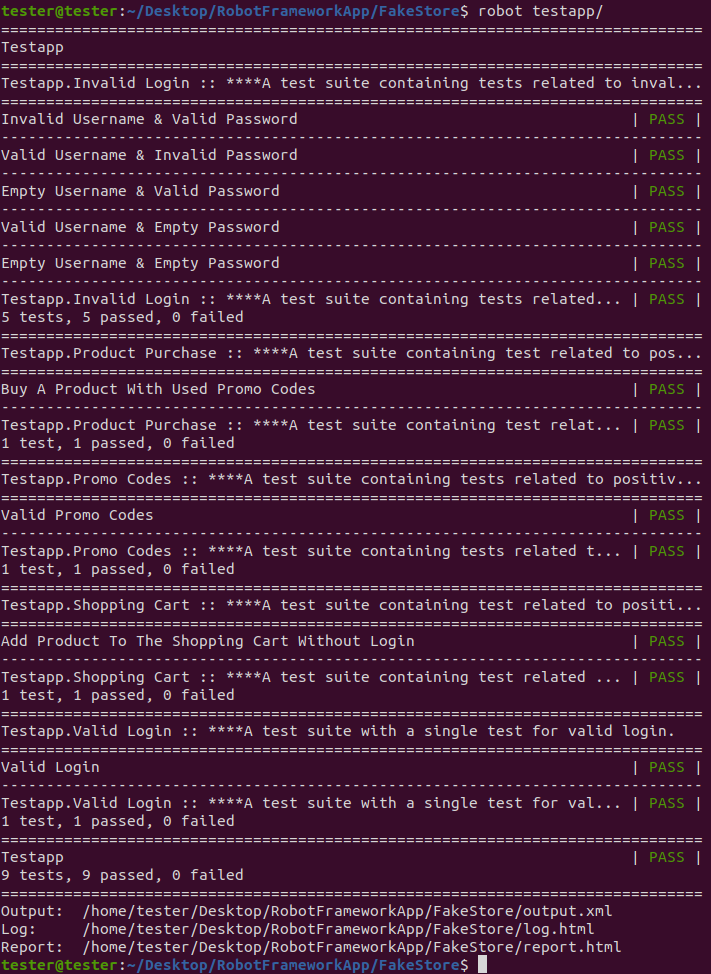 tester@tester:~/Desktop/RobotFrameworkApp/FakeStore$ robot testapp/
==============================================================================
Testapp
==============================================================================
Testapp.Invalid Login :: ****A test suite containing tests related to inval...
==============================================================================
Invalid Username & Valid Password                                     | PASS |
------------------------------------------------------------------------------
Valid Username & Invalid Password                                     | PASS |
------------------------------------------------------------------------------
Empty Username & Valid Password                                       | PASS |
------------------------------------------------------------------------------
Valid Username & Empty Password                                       | PASS |
------------------------------------------------------------------------------
Empty Username & Empty Password                                       | PASS |
------------------------------------------------------------------------------
Testapp.Invalid Login :: ****A test suite containing tests related... | PASS |
5 tests, 5 passed, 0 failed
==============================================================================
Testapp.Product Purchase :: ****A test suite containing test related to pos...
==============================================================================
Buy A Product With Used Promo Codes                                   | PASS |
------------------------------------------------------------------------------
Testapp.Product Purchase :: ****A test suite containing test relat... | PASS |
1 test, 1 passed, 0 failed
==============================================================================
Testapp.Promo Codes :: ****A test suite containing tests related to positiv...
==============================================================================
Valid Promo Codes                                                     | PASS |
------------------------------------------------------------------------------
Testapp.Promo Codes :: ****A test suite containing tests related t... | PASS |
1 test, 1 passed, 0 failed
==============================================================================
Testapp.Shopping Cart :: ****A test suite containing test related to positi...
==============================================================================
Add Product To The Shopping Cart Without Login                        | PASS |
------------------------------------------------------------------------------
Testapp.Shopping Cart :: ****A test suite containing test related ... | PASS |
1 test, 1 passed, 0 failed
==============================================================================
Testapp.Valid Login :: ****A test suite with a single test for valid login.
==============================================================================
Valid Login                                                           | PASS |
------------------------------------------------------------------------------
Testapp.Valid Login :: ****A test suite with a single test for val... | PASS |
1 test, 1 passed, 0 failed
==============================================================================
Testapp                                                               | PASS |
9 tests, 9 passed, 0 failed
==============================================================================
Output:  /home/tester/Desktop/RobotFrameworkApp/FakeStore/output.xml
Log:     /home/tester/Desktop/RobotFrameworkApp/FakeStore/log.html
Report:  /home/tester/Desktop/RobotFrameworkApp/FakeStore/report.html
tester@tester:~/Desktop/RobotFrameworkApp/FakeStore$